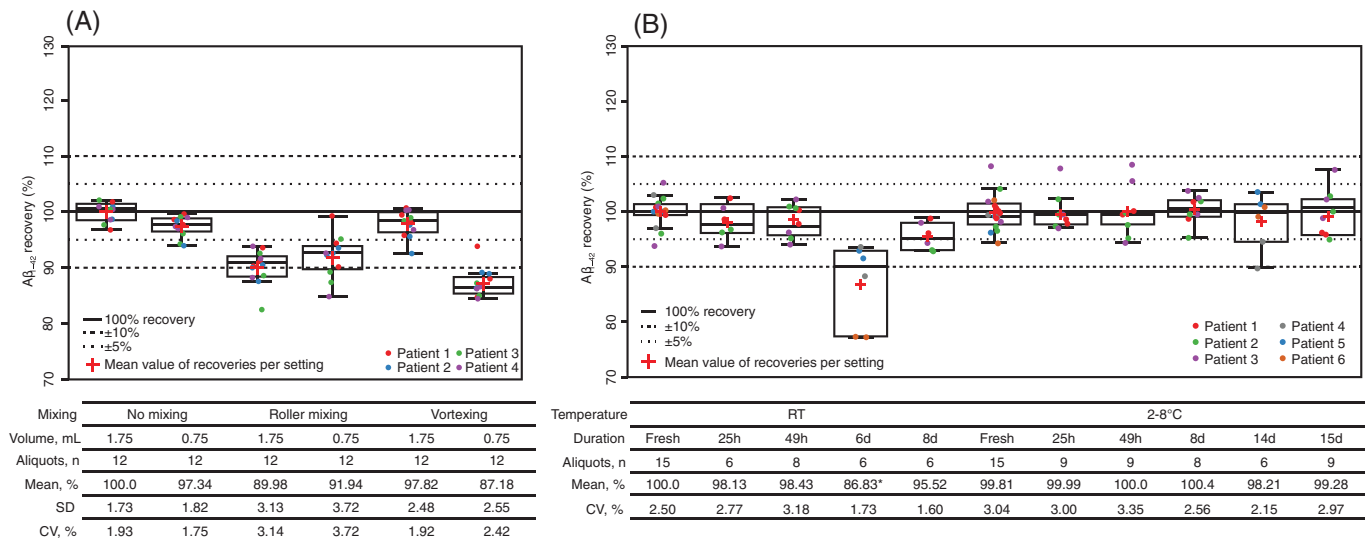 (A)
130
120
110
100
90
80
70
Aβ1–42 recovery (%)
100% recovery
±10%
±5%
Mean value of recoveries per setting
Patient 1
Patient 3
Patient 2
Patient 4
Mixing No mixing Roller mixing Vortexing
Volume, mL 1.75 0.75 1.75 0.75 1.75 0.75
Aliquots, n 12 12 12 12 12 12
Mean, % 100.0 97.34 89.98 91.94 97.82 87.18
SD 1.73 1.82 3.13 3.72 2.48 2.55
CV, % 1.93 1.75 3.14 3.72 1.92 2.42
(B)
130
120
110
100
90
80
70
Aβ1–42 recovery (%)
100% recovery
±10%
±5%
Mean value of recoveries per setting
Patient 1
Patient 4
Patient 2
Patient 5
Patient 3
Patient 6
Temperature RT 2-8°C
Duration Fresh 25h 49h 6d 8d Fresh 25h 49h 8d 14d 15d
Aliquots, n 15 6 8 6 6 15 9 9 8 6 9
Mean, % 100.0 98.13 98.43 86.83* 95.52 99.81 99.99 100.0 100.4 98.21 99.28
CV, % 2.50 2.77 3.18 1.73 1.60 3.04 3.00 3.35 2.56 2.15 2.97